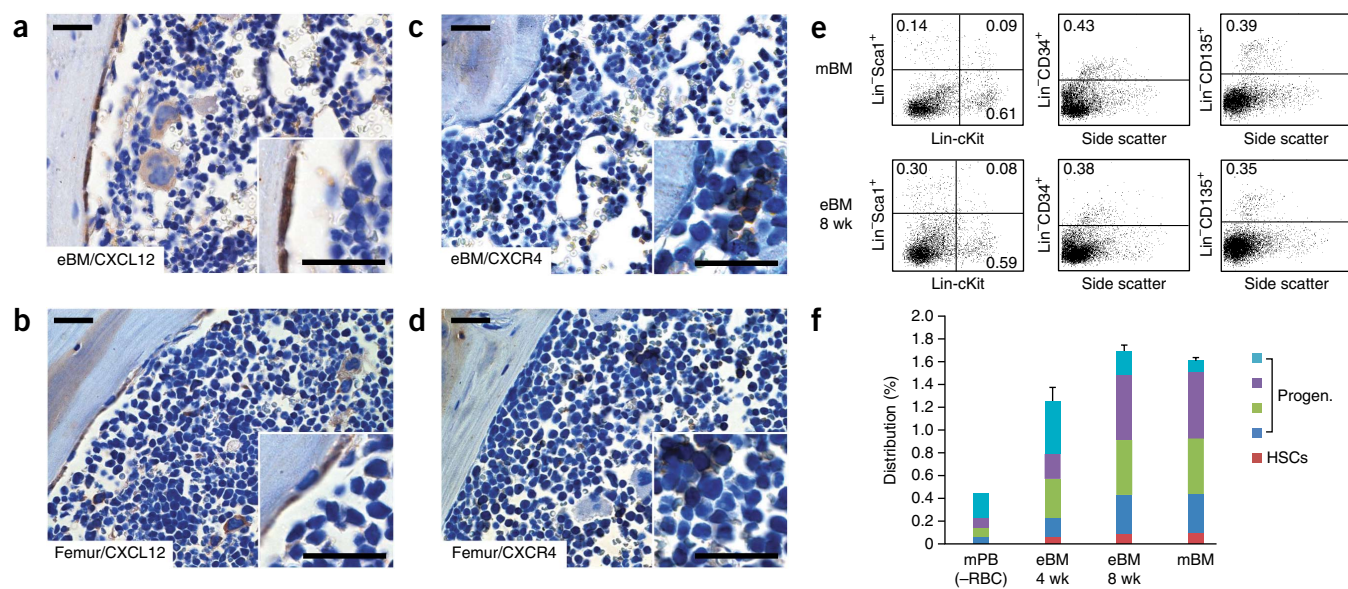 a
eBM/CXCL12
b
Femur/CXCL12
c
eBM/CXCR4
d
Femur/CXCR4
e
mBM
0.14 0.09
0.61
Lin⁻Sca1⁺
Lin-cKit
0.43
Lin⁻CD34⁺
Side scatter
0.39
Lin⁻CD135⁺
Side scatter
eBM
8 wk
0.30 0.08
0.59
Lin⁻Sca1⁺
Lin-cKit
0.38
Lin⁻CD34⁺
Side scatter
0.35
Lin⁻CD135⁺
Side scatter
f
Distribution (%)
2.0
1.8
1.6
1.4
1.2
1.0
0.8
0.6
0.4
0.2
0
mPB
(–RBC)
eBM
4 wk
eBM
8 wk
mBM
Progen.
HSCs